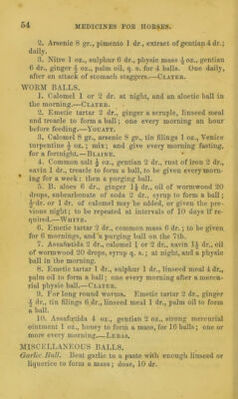 54 MEDICINES FOR HORSES.
2. Arsenic 8 gr., pimento 1 dr., extract of gentian 4 dr.;
daily.
3. Nitre 1 oz., sulphur 6 dr., physic mass ½ oz., gentian
6 dr., ginger ½ oz., palm oil, q. s. for 4 balls. One daily,
after an attack of stomach staggers.—CLATER.
WORM BALLS.
1. Calomel 1 or 2 dr. at night, and an aloetic ball in
the morning.—CLATER.
2. Emetic tartar 2 dr., ginger a scruple, linseed meal
and treacle to form a ball; one every morning an hour
before feeding.—YOUATT.
3. Calomel 8 gr., arsenic 8 gr., tin filings 1 oz., Venice
turpentine ½ oz.; mix; and give every morning fasting,
for a fortnight.—BLAINE.
4. Common salt ½ oz., gentian 2 dr., rust of iron 2 dr.,
savin 1 dr., treacle to form a ball, to be given every morn-
ing for a week: then a purging ball.
5. B. aloes 6 dr., ginger 1½ dr., oil of wormwood 20
drops, subcarbonate of soda 2 dr., syrup to form a ball;
½ dr. or 1 dr. of calomel may be added, or given the pre-
vious night; to be repeated at intervals of 10 days if re-
quired.—WHITE.
6. Emetic tartar 2 dr., common mass 6 dr.; to be given
for 6 mornings, and a purging ball on the 7th.
7. Assafœtida 2 dr., calomel 1 or 2 dr., savin 1½ dr., oil
of wormwood 20 drops, syrup q. s.; at night, and a physic
ball in the morning.
8. Emetic tartar 1 dr., sulphur 1 dr., linseed meal 4 dr.,
palm oil to form a ball; one every morning after a mercu-
rial physic ball.—CLATER.
9. For long round worms. Emetic tartar 2 dr., ginger
½ dr., tin filings 6 dr., linseed meal 1 dr., palm oil to form
a ball.
10. Assafœtida 4 oz., gentian 2 oz., strong mercurial
ointment 1 oz., honey to form a mass, for 16 balls; one or
more every morning.—LEBAS.
MISCELLANEOUS BALLS.
Garlic Ball. Beat garlic to a paste with enough linseed or
liquorice to form a mass; dose, 10 dr.